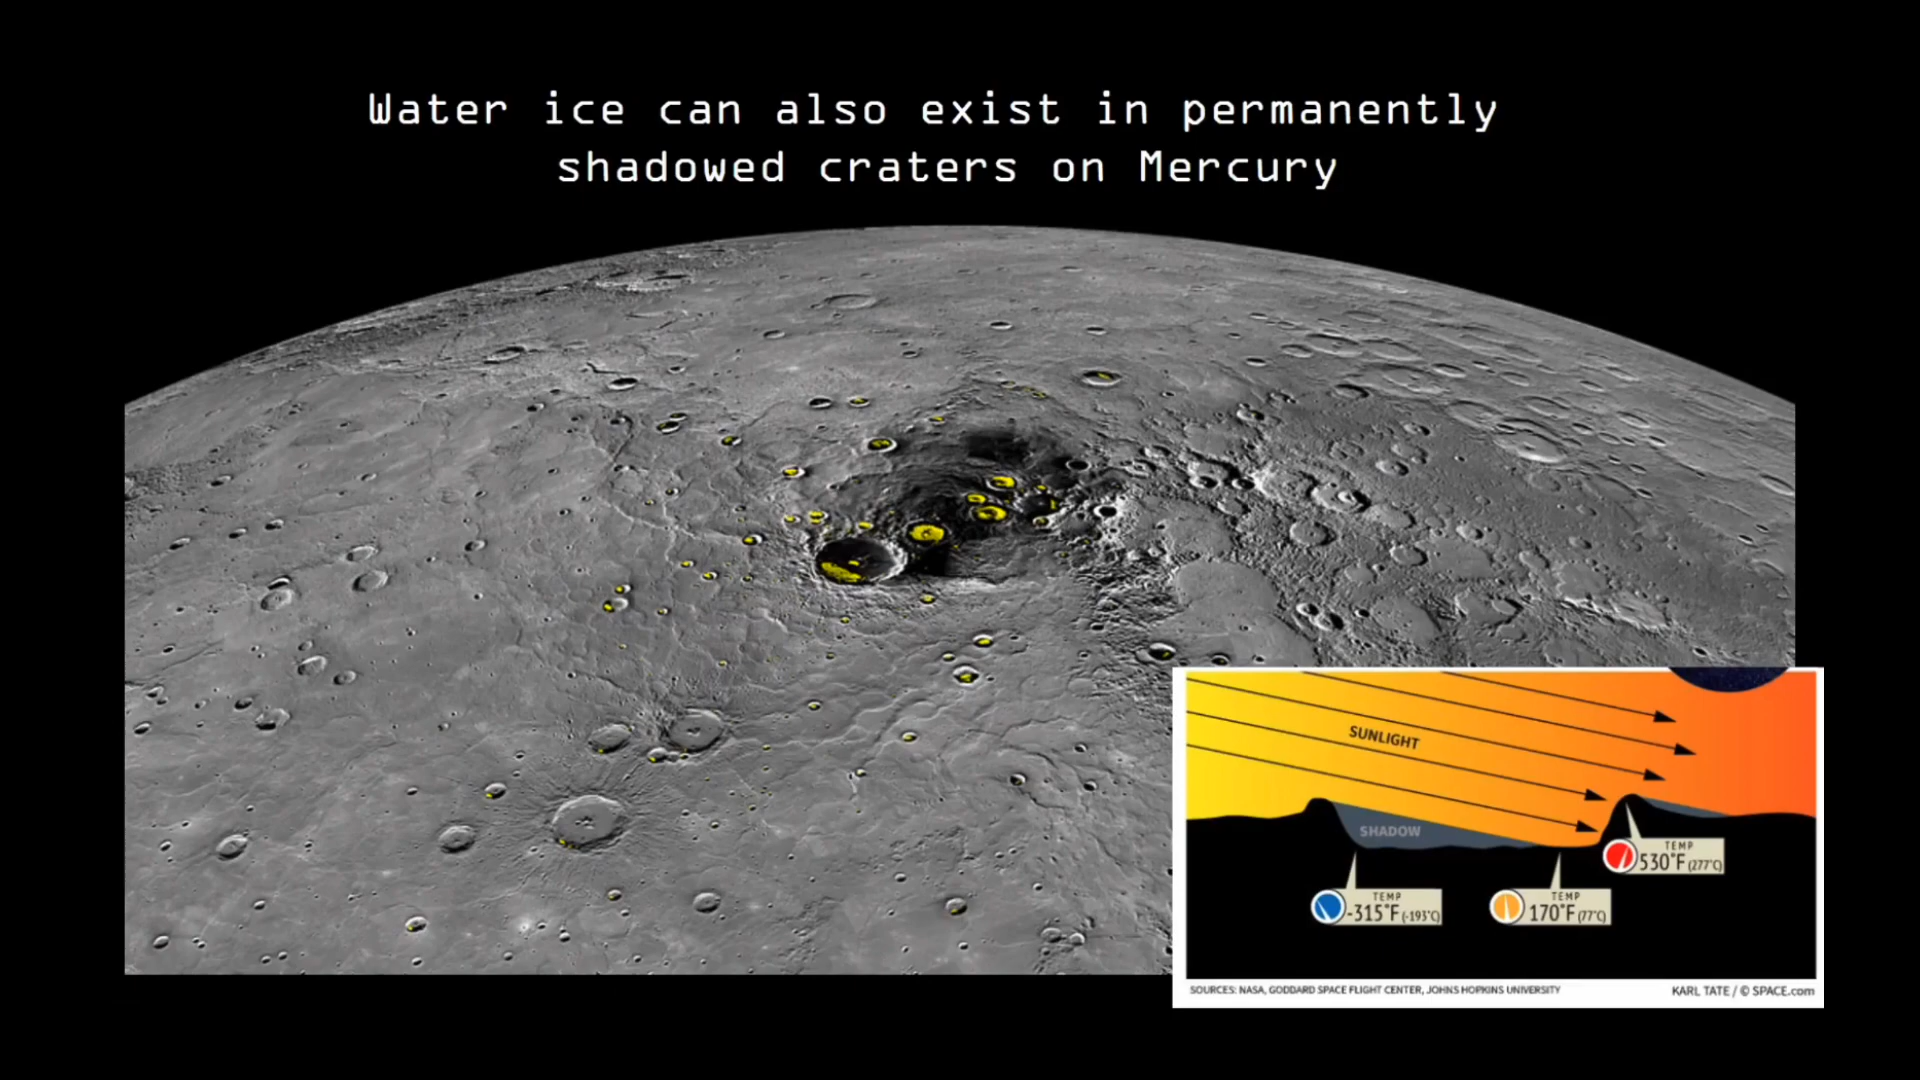 Water ice can also exist in permanently
shadowed craters on Mercury
SUNLIGHT
SHADOW
TEMP
530°F (277°C)
TEMP
-315°F (-193°C)
TEMP
170°F (77°C)
SOURCES: NASA, GODDARD SPACE FLIGHT CENTER, JOHNS HOPKINS UNIVERSITY
KARL TATE / © SPACE.com